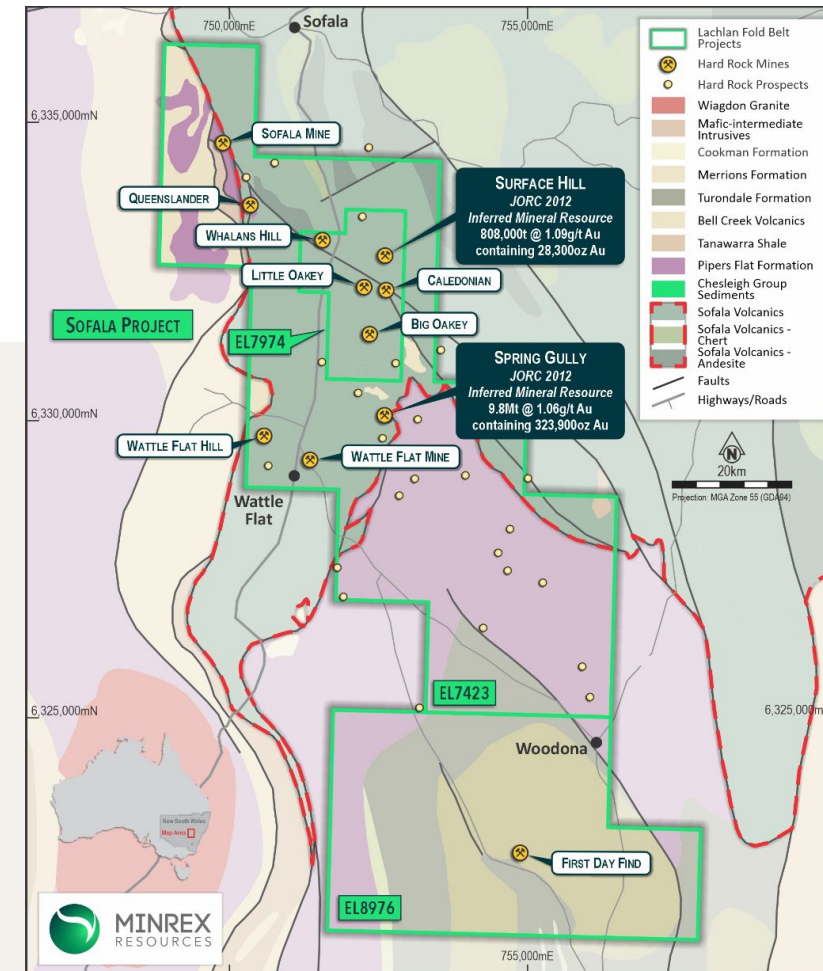 750,000mE
Sofala
755,000mE
6,335,000mN
SOFALA MINE
QUEENSLANDER
WHALANS HILL
SURFACE HILL
JORC 2012
Inferred Mineral Resource
808,000t @ 1.09g/t Au
containing 28,300oz Au
LITTLE OAKEY
CALEDONIAN
SOFALA PROJECT
EL7974
BIG OAKEY
SPRING GULLY
JORC 2012
Inferred Mineral Resource
9.8Mt @ 1.06g/t Au
containing 323,900oz Au
6,330,000mN
WATTLE FLAT HILL
WATTLE FLAT MINE
Wattle
Flat
EL7423
6,325,000mN
6,325,000m
Woodona
FIRST DAY FIND
EL8976
755,000mE
Lachlan Fold Belt
Projects
Hard Rock Mines
Hard Rock Prospects
Wiagdon Granite
Mafic-intermediate
Intrusives
Cookman Formation
Merrions Formation
Turondale Formation
Bell Creek Volcanics
Tanawarra Shale
Pipers Flat Formation
Chesleigh Group
Sediments
Sofala Volcanics
Sofala Volcanics -
Chert
Sofala Volcanics -
Andesite
Faults
Highways/Roads
N
20km
Projection: MGA Zone 55 (GDA94)
New South Wales
Map Area
MINREX
RESOURCES